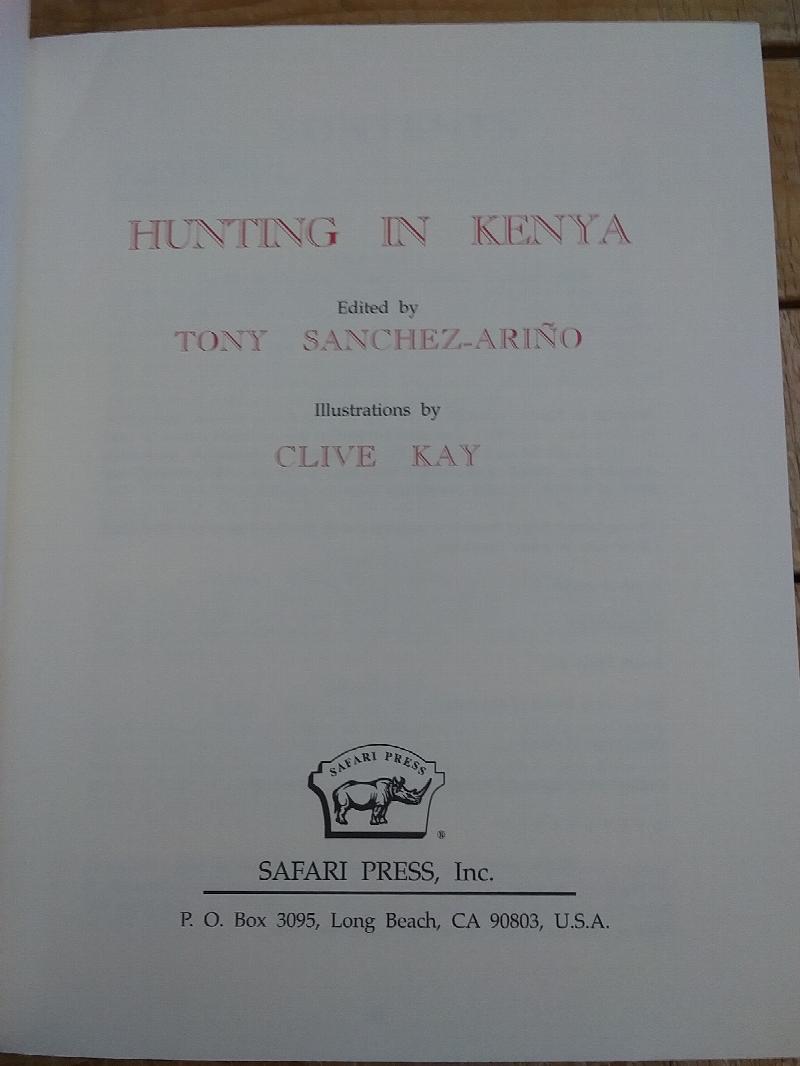 HUNTING IN KENYA
Edited by
TONY SANCHEZ-ARIÑO
Illustrations by
CLIVE KAY
SAFARI PRESS
®
SAFARI PRESS, Inc.
P. O. Box 3095, Long Beach, CA 90803, U.S.A.